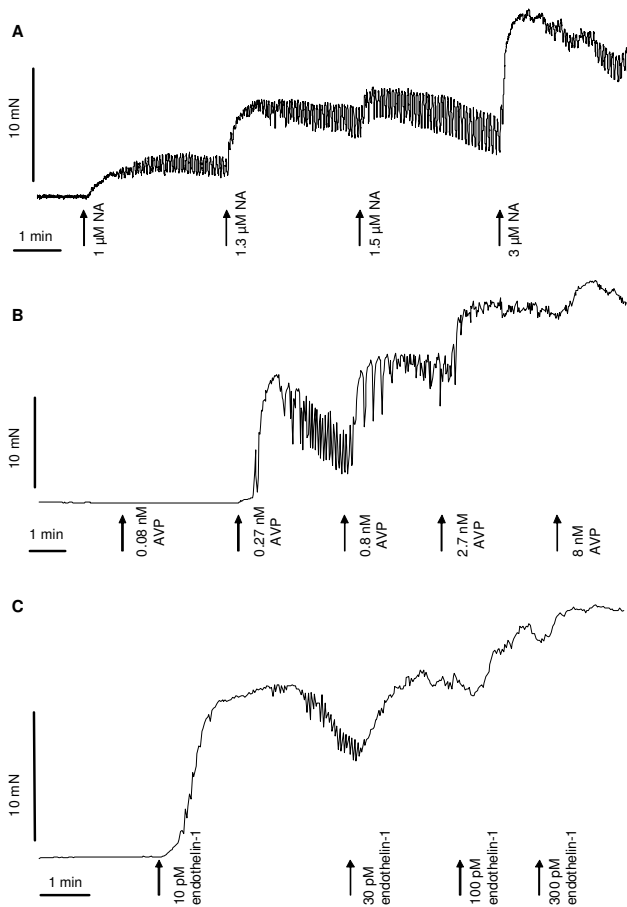 A
10 mN
1 min
1 µM NA
1.3 µM NA
1.5 µM NA
3 µM NA
B
10 mN
1 min
0.08 nM
AVP
0.27 nM
AVP
0.8 nM
AVP
2.7 nM
AVP
8 nM
AVP
C
10 mN
1 min
10 pM
endothelin-1
30 pM
endothelin-1
100 pM
endothelin-1
300 pM
endothelin-1